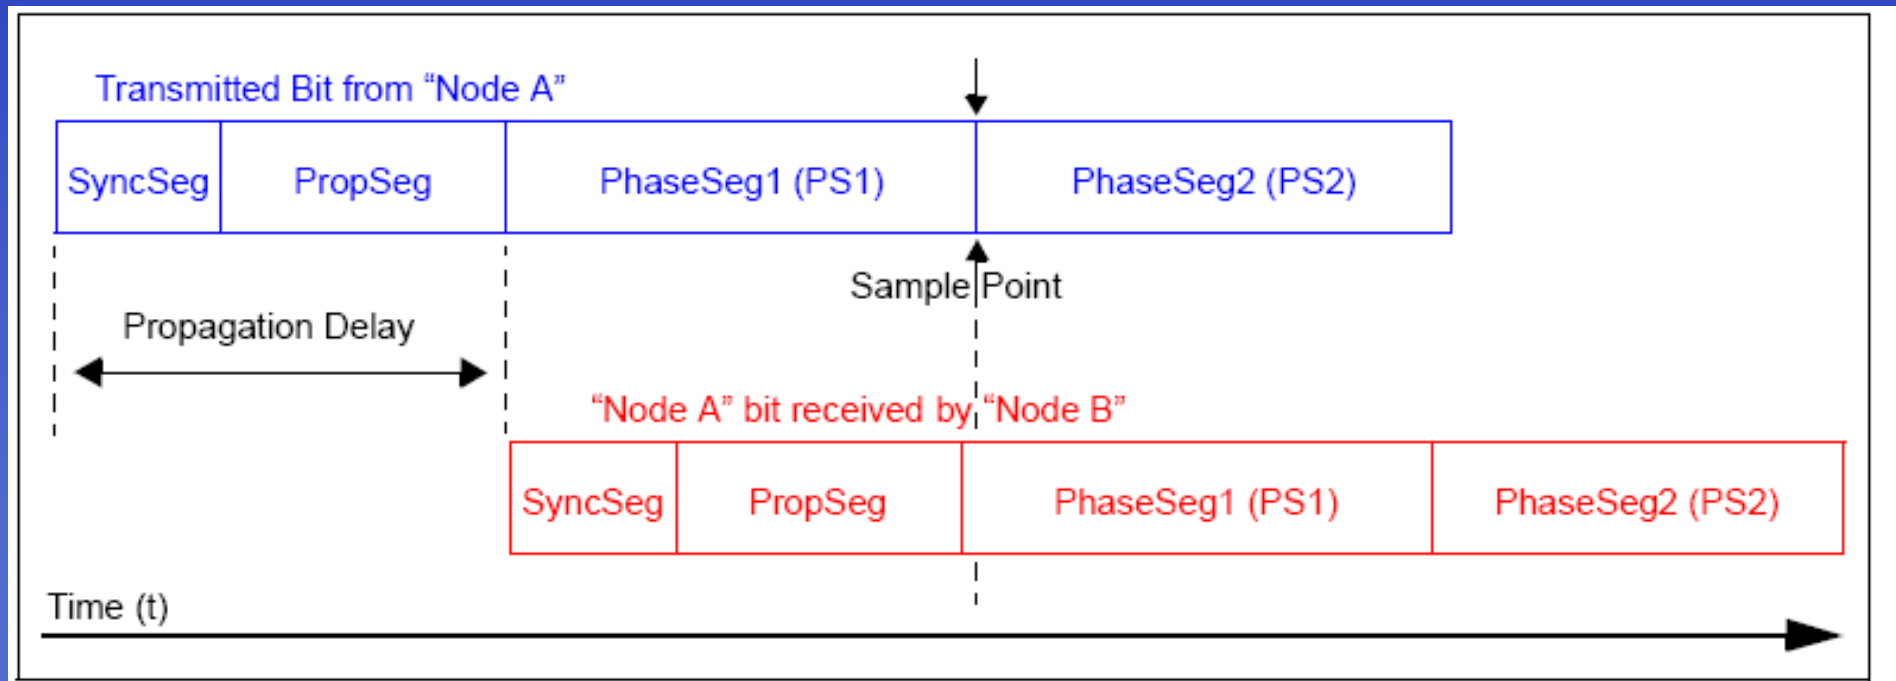 Transmitted Bit from “Node A”
SyncSeg PropSeg PhaseSeg1 (PS1) PhaseSeg2 (PS2)
Sample Point
Propagation Delay
“Node A” bit received by “Node B”
SyncSeg PropSeg PhaseSeg1 (PS1) PhaseSeg2 (PS2)
Time (t)